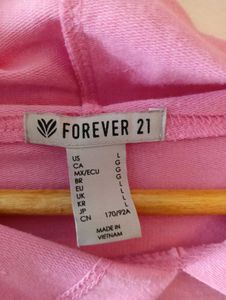 FOREVER 21
US L
CA L
MX/ECU G
BR G
EU L
UK L
KR L
JP L
CN 170/92A
MADE IN
VIETNAM